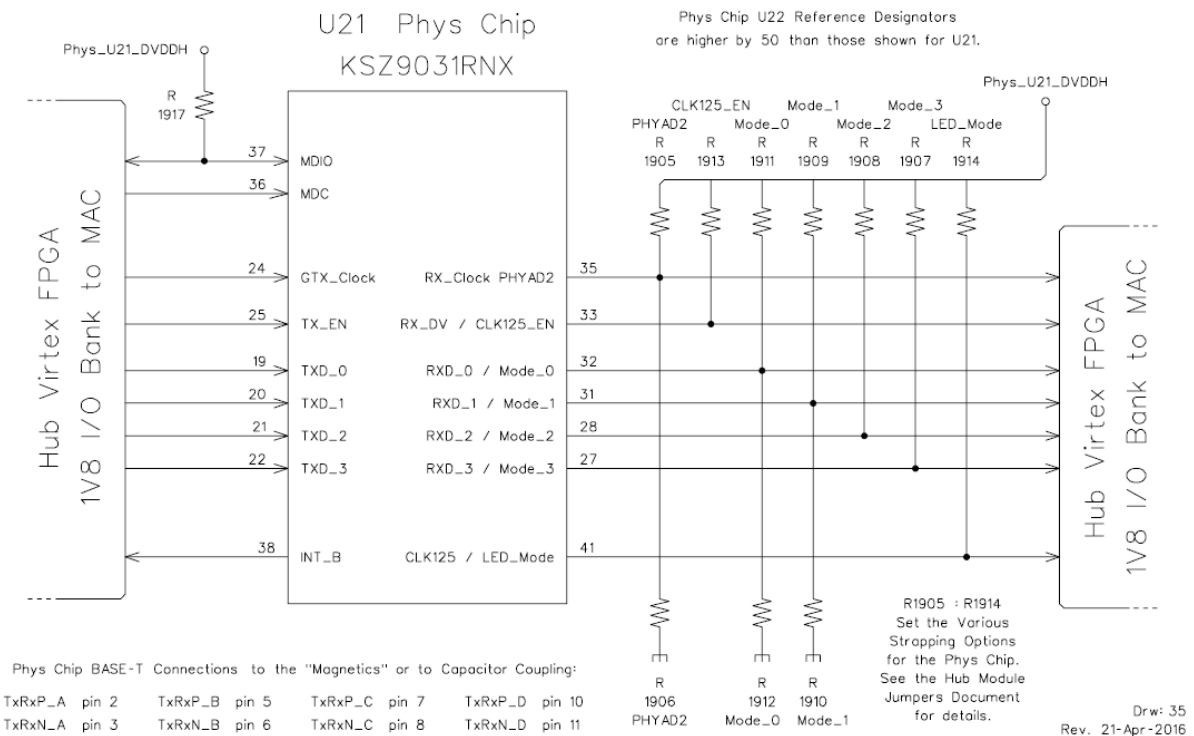 U21 Phys Chip
KSZ9031RNX
Phys Chip U22 Reference Designators
are higher by 50 than those shown for U21.
Phys_U21_DVDDH
R
1917
Phys_U21_DVDDH
CLK125_EN Mode_1 Mode_3
PHYAD2 Mode_0 Mode_2 LED_Mode
R R R R R R R
1905 1913 1911 1909 1908 1907 1914
Hub Virtex FPGA
1V8 I/O Bank to MAC
37 MDIO
36 MDC
24 GTX_Clock RX_Clock PHYAD2 35
25 TX_EN RX_DV / CLK125_EN 33
19 TXD_0 RXD_0 / Mode_0 32
20 TXD_1 RXD_1 / Mode_1 31
21 TXD_2 RXD_2 / Mode_2 28
22 TXD_3 RXD_3 / Mode_3 27
38 INT_B CLK125 / LED_Mode 41
Hub Virtex FPGA
1V8 I/O Bank to MAC
R R R
1906 1912 1910
PHYAD2 Mode_0 Mode_1
R1905 : R1914
Set the Various
Strapping Options
for the Phys Chip.
See the Hub Module
Jumpers Document
for details.
Phys Chip BASE-T Connections to the "Magnetics" or to Capacitor Coupling:
TxRxP_A pin 2 TxRxP_B pin 5 TxRxP_C pin 7 TxRxP_D pin 10
TxRxN_A pin 3 TxRxN_B pin 6 TxRxN_C pin 8 TxRxN_D pin 11
Drw: 35
Rev. 21-Apr-2016